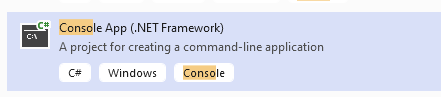 C#
C:\
Console App (.NET Framework)
A project for creating a command-line application
C# Windows Console